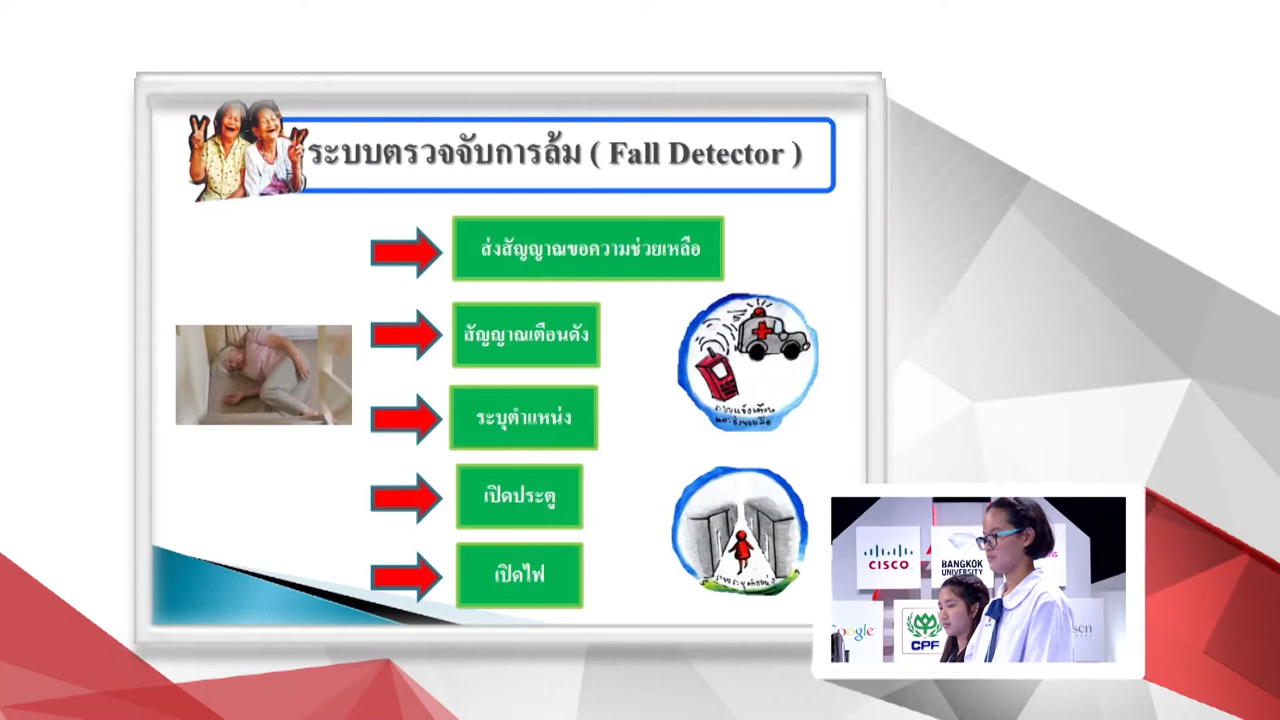 ระบบตรวจจับการล้ม ( Fall Detector )
ส่งสัญญาณขอความช่วยเหลือ
สัญญาณเตือนดัง
ระบุตำแหน่ง
เปิดประตู
เปิดไฟ
CISCO
BANGKOK
UNIVERSITY
Google
CPF